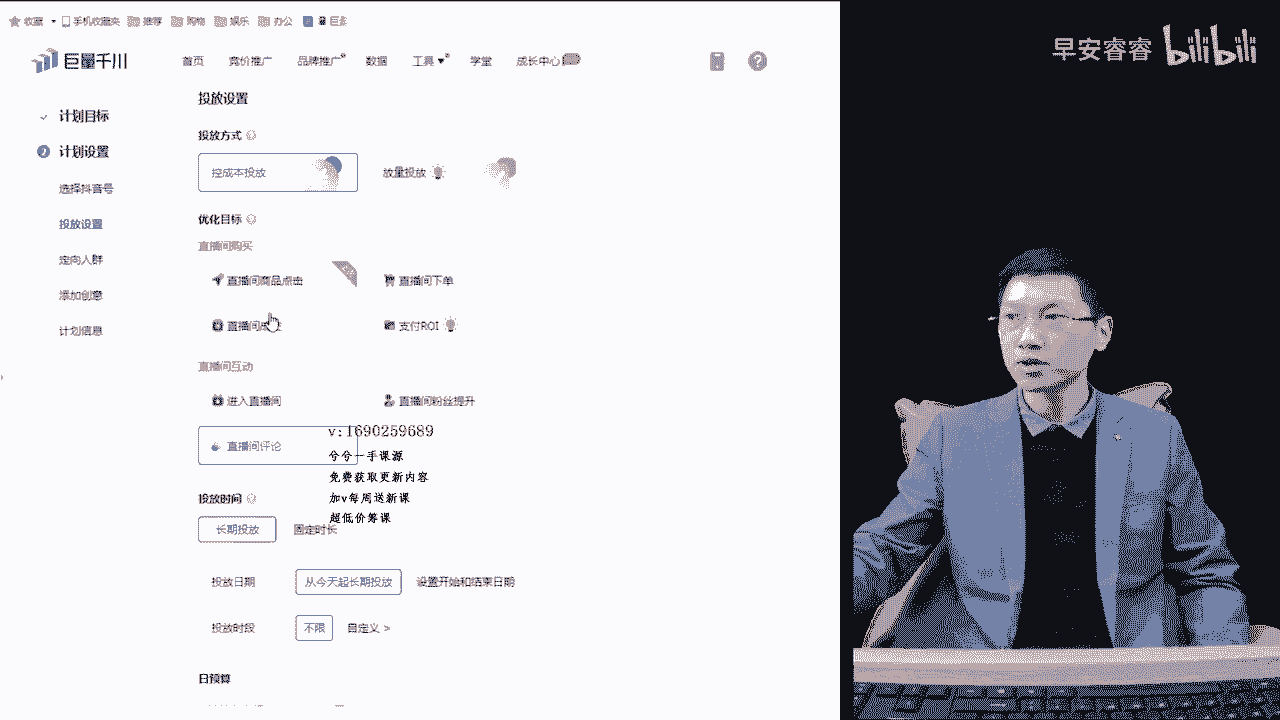 收藏 手机收藏夹 推荐 购物 娱乐 办公
巨量千川 首页 竞价推广 品牌推广 数据 工具 学堂 成长中心
早安睿睿 bilibili
投放设置
计划目标
投放方式
计划设置
控成本投放 放量投放
选择抖音号
优化目标
投放设置
直播间购买
定向人群
直播间商品点击 直播间下单
添加创意
直播间 支付ROI
计划信息
直播间互动
进入直播间 直播间粉丝提升
v:1690259689
直播间评论
兮兮一手课源
免费获取更新内容
投放时间
加v每周送新课
超低价筹课
长期投放 固定时长
投放日期 从今天起长期投放 设置开始和结束日期
投放时段 不限 自定义 >
日预算